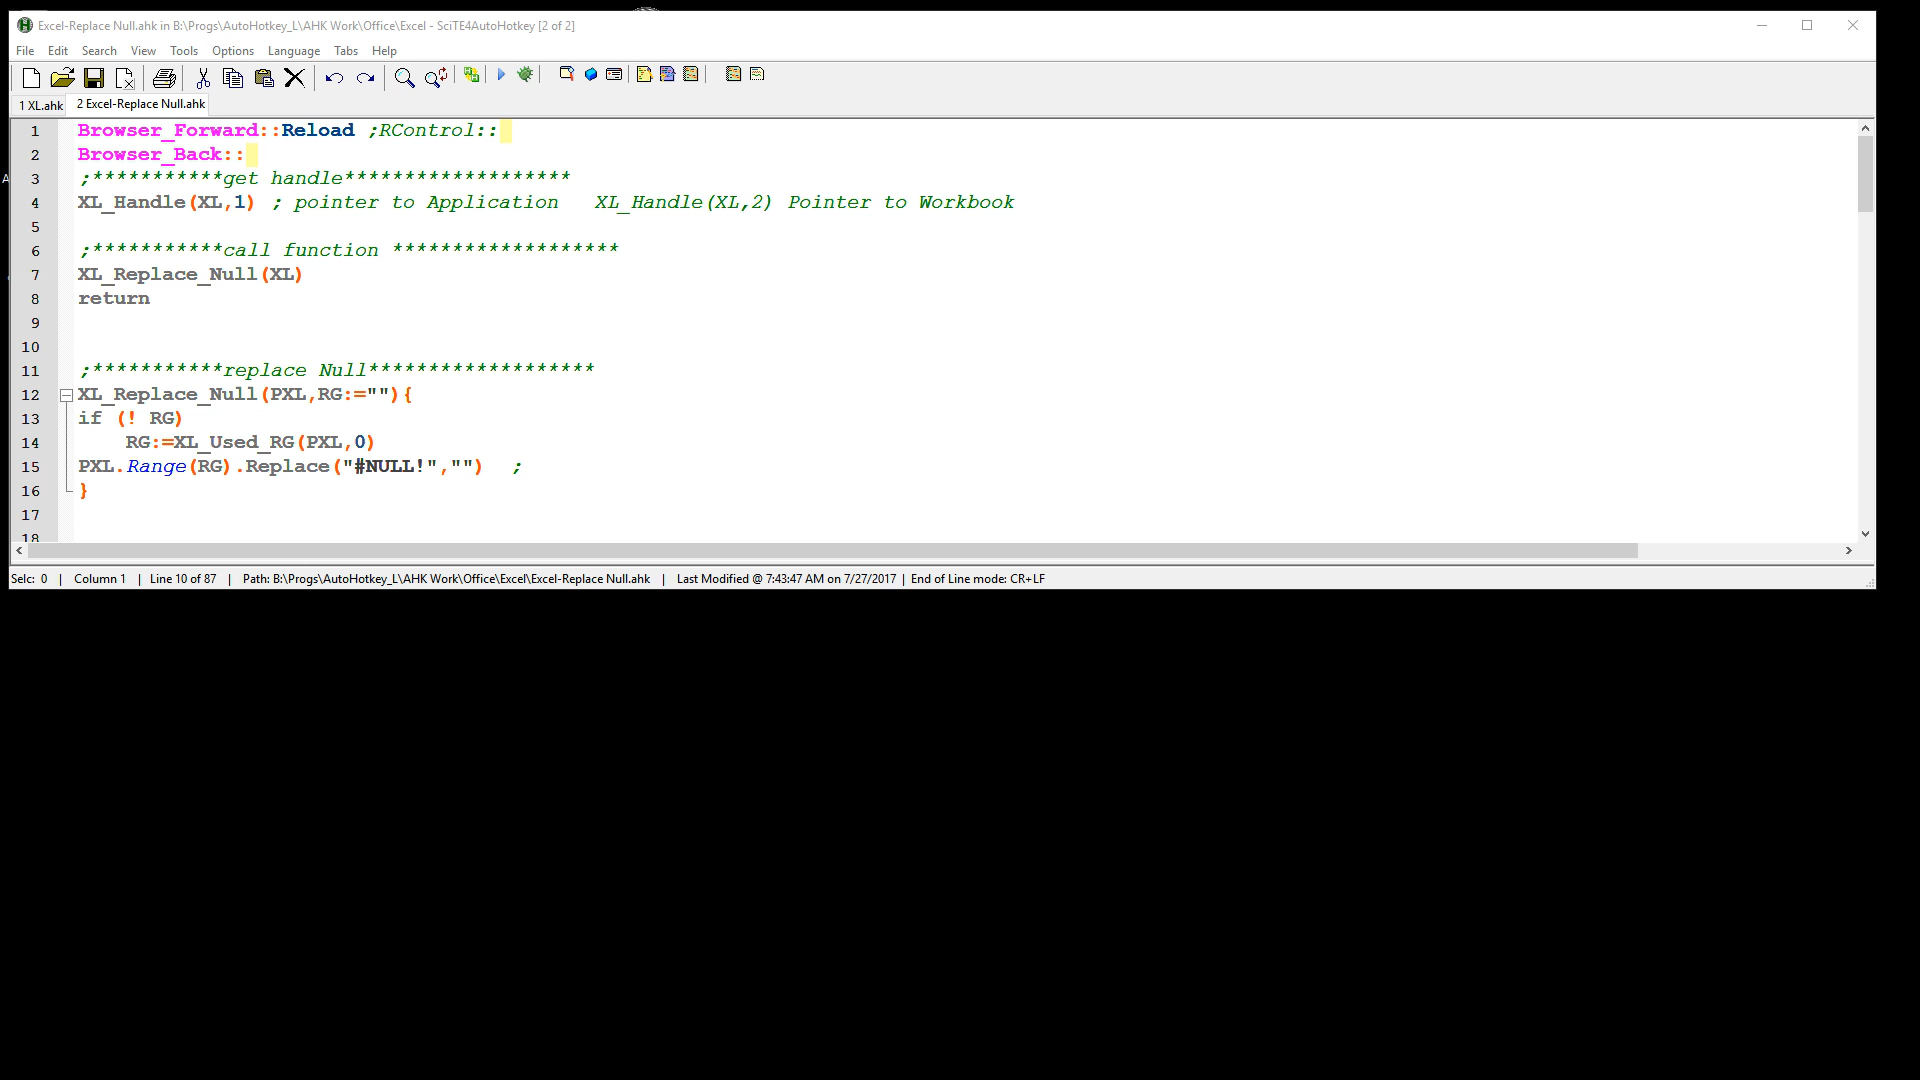 Excel-Replace Null.ahk in B:\Progs\AutoHotkey_L\AHK Work\Office\Excel - SciTE4AutoHotkey [2 of 2]
File Edit Search View Tools Options Language Tabs Help
1 XL.ahk 2 Excel-Replace Null.ahk
1 Browser_Forward::Reload ;RControl::
2 Browser_Back::
3 ;***********get handle*******************
4 XL_Handle(XL,1) ; pointer to Application   XL_Handle(XL,2) Pointer to Workbook
5
6 ;***********call function *******************
7 XL_Replace_Null(XL)
8 return
9
10
11 ;***********replace Null*******************
12 XL_Replace_Null(PXL,RG:=""){
13 if (! RG)
14     RG:=XL_Used_RG(PXL,0)
15 PXL.Range(RG).Replace("#NULL!","")   ;
16 }
17
18
Selc: 0 | Column 1 | Line 10 of 87 | Path: B:\Progs\AutoHotkey_L\AHK Work\Office\Excel\Excel-Replace Null.ahk | Last Modified @ 7:43:47 AM on 7/27/2017 | End of Line mode: CR+LF